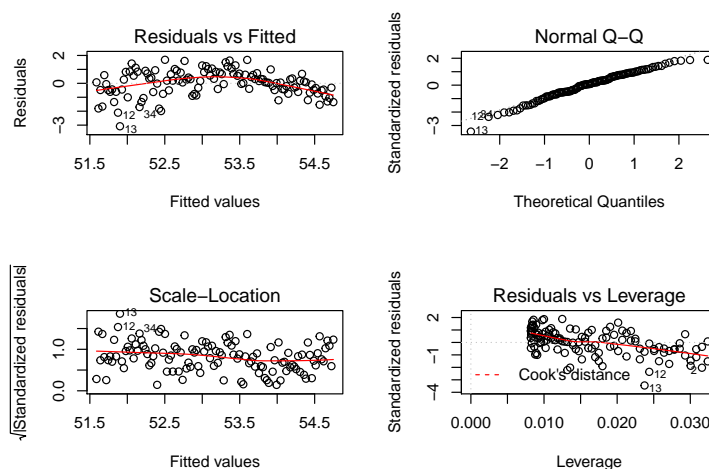 Residuals vs Fitted
Residuals
2
0
−3
12
13
34
51.5
52.5
53.5
54.5
Fitted values
Normal Q−Q
Standardized residuals
2
0
−3
13
−2
−1
0
1
2
Theoretical Quantiles
Scale−Location
√|Standardized residuals|
1.0
0.0
13
12
34
51.5
52.5
53.5
54.5
Fitted values
Residuals vs Leverage
Standardized residuals
2
−1
−4
Cook's distance
12
13
2
0.000
0.010
0.020
0.030
Leverage